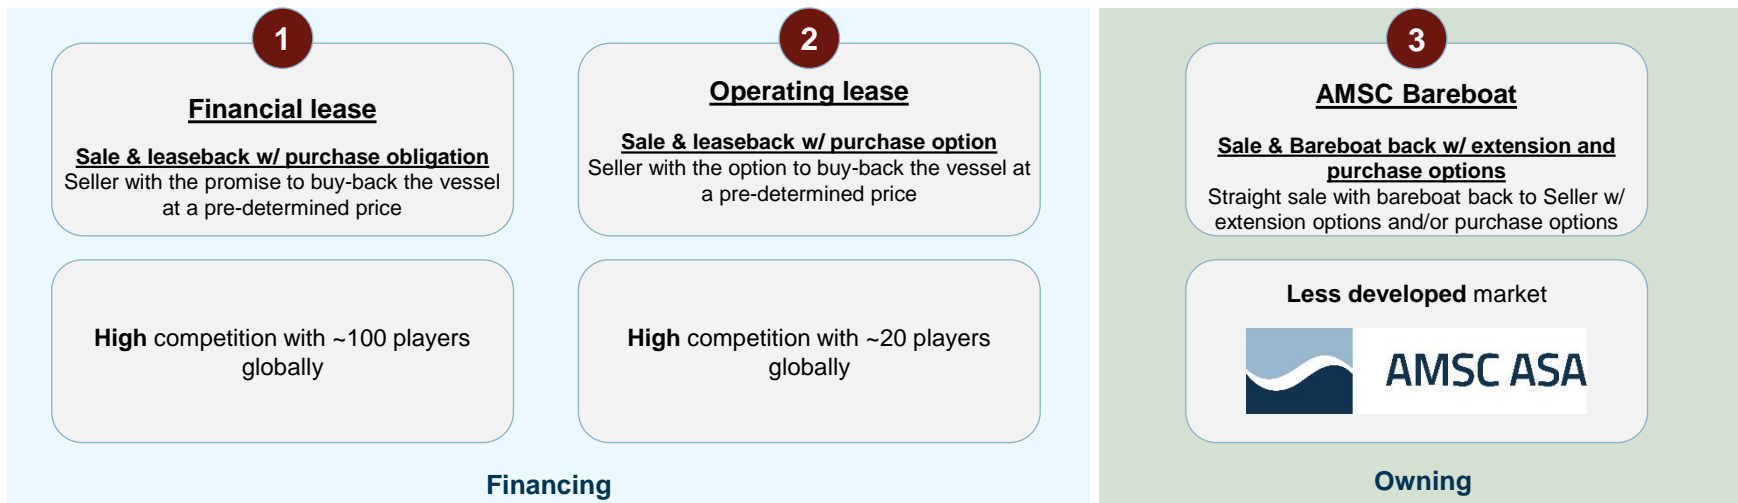 1
Financial lease
Sale & leaseback w/ purchase obligation
Seller with the promise to buy-back the vessel
at a pre-determined price
High competition with ~100 players
globally
2
Operating lease
Sale & leaseback w/ purchase option
Seller with the option to buy-back the vessel at
a pre-determined price
High competition with ~20 players
globally
Financing
3
AMSC Bareboat
Sale & Bareboat back w/ extension and
purchase options
Straight sale with bareboat back to Seller w/
extension options and/or purchase options
Less developed market
AMSC ASA
Owning